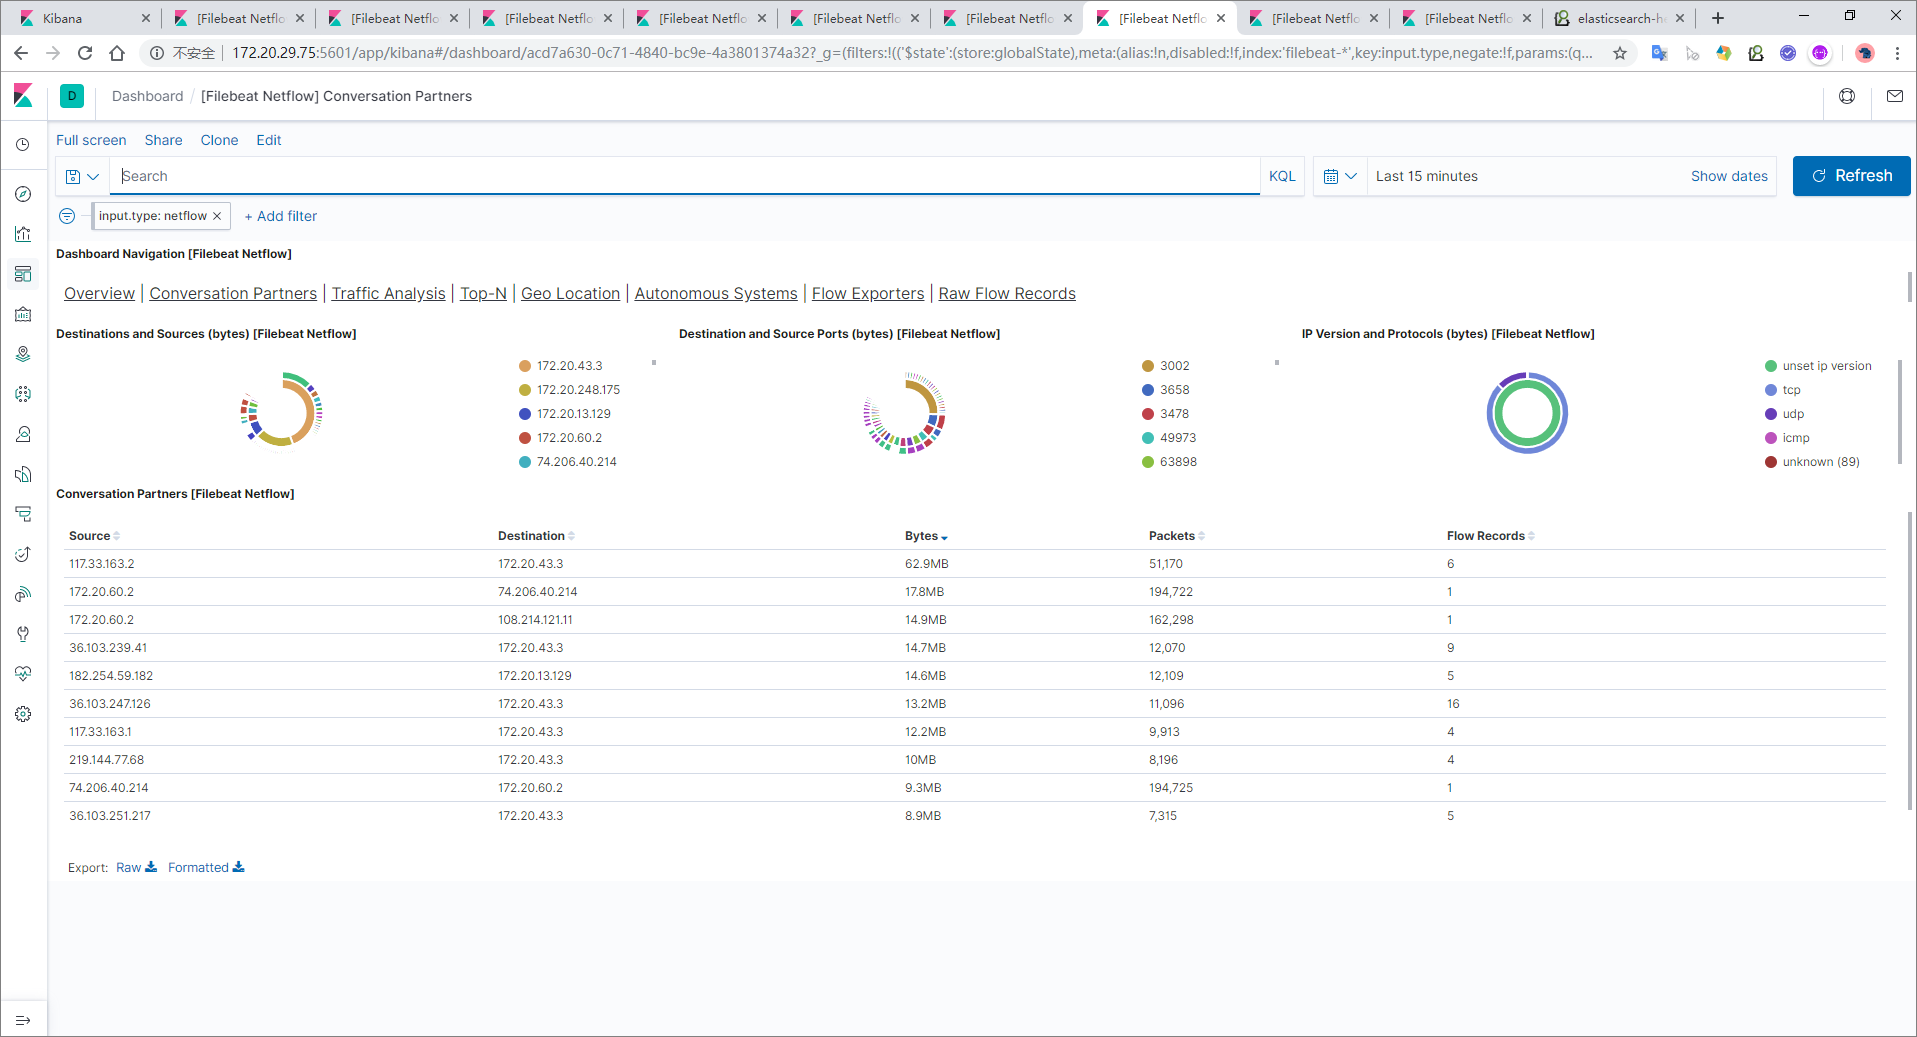 Kibana
[Filebeat Netflo
[Filebeat Netflo
[Filebeat Netflo
[Filebeat Netflo
[Filebeat Netflo
[Filebeat Netflo
[Filebeat Netflo
[Filebeat Netflo
[Filebeat Netflo
elasticsearch-he
不安全 172.20.29.75:5601/app/kibana#/dashboard/acd7a630-0c71-4840-bc9e-4a3801374a32?_g=(filters:!(('$state':(store:globalState),meta:(alias:!n,disabled:!f,index:'filebeat-*',key:input.type,negate:!f,params:(q...
D Dashboard / [Filebeat Netflow] Conversation Partners
Full screen Share Clone Edit
Search KQL Last 15 minutes Show dates Refresh
input.type: netflow × + Add filter
Dashboard Navigation [Filebeat Netflow]
Overview | Conversation Partners | Traffic Analysis | Top-N | Geo Location | Autonomous Systems | Flow Exporters | Raw Flow Records
Destinations and Sources (bytes) [Filebeat Netflow]
172.20.43.3
172.20.248.175
172.20.13.129
172.20.60.2
74.206.40.214
Destination and Source Ports (bytes) [Filebeat Netflow]
3002
3658
3478
49973
63898
IP Version and Protocols (bytes) [Filebeat Netflow]
unset ip version
tcp
udp
icmp
unknown (89)
Conversation Partners [Filebeat Netflow]
Source Destination Bytes Packets Flow Records
117.33.163.2 172.20.43.3 62.9MB 51,170 6
172.20.60.2 74.206.40.214 17.8MB 194,722 1
172.20.60.2 108.214.121.11 14.9MB 162,298 1
36.103.239.41 172.20.43.3 14.7MB 12,070 9
182.254.59.182 172.20.13.129 14.6MB 12,109 5
36.103.247.126 172.20.43.3 13.2MB 11,096 16
117.33.163.1 172.20.43.3 12.2MB 9,913 4
219.144.77.68 172.20.43.3 10MB 8,196 4
74.206.40.214 172.20.60.2 9.3MB 194,725 1
36.103.251.217 172.20.43.3 8.9MB 7,315 5
Export: Raw Formatted